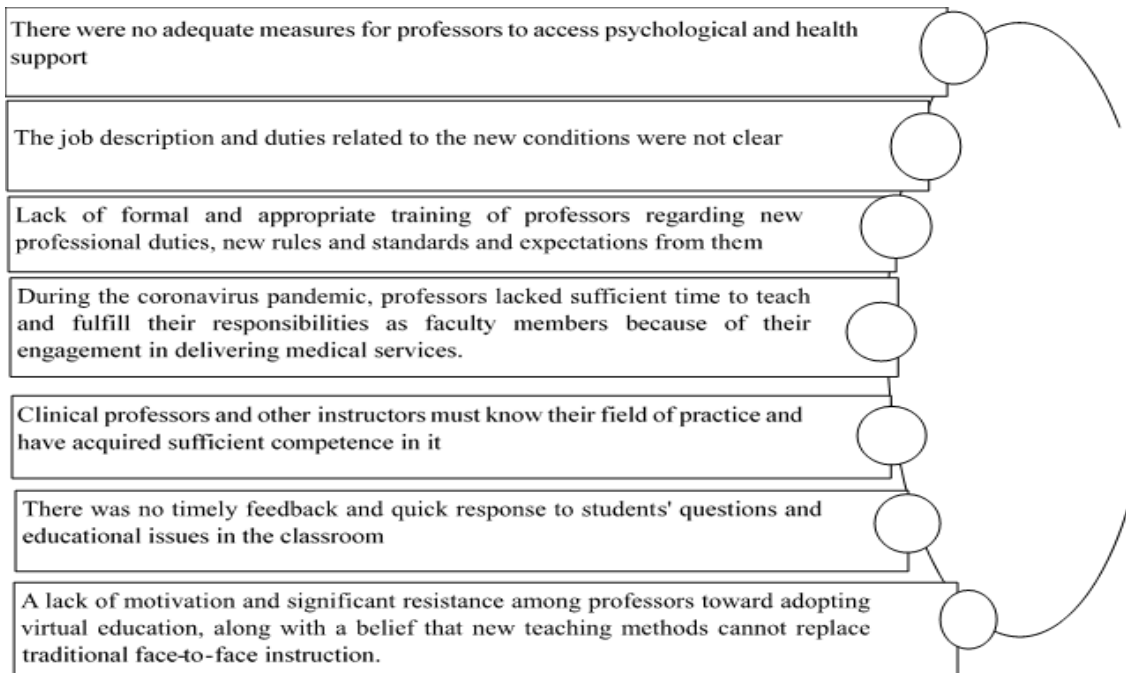 There were no adequate measures for professors to access psychological and health
support
The job description and duties related to the new conditions were not clear
Lack of formal and appropriate training of professors regarding new
professional duties, new rules and standards and expectations from them
During the coronavirus pandemic, professors lacked sufficient time to teach
and fulfill their responsibilities as faculty members because of their
engagement in delivering medical services.
Clinical professors and other instructors must know their field of practice and
have acquired sufficient competence in it
There was no timely feedback and quick response to students' questions and
educational issues in the classroom
A lack of motivation and significant resistance among professors toward adopting
virtual education, along with a belief that new teaching methods cannot replace
traditional face-to-face instruction.